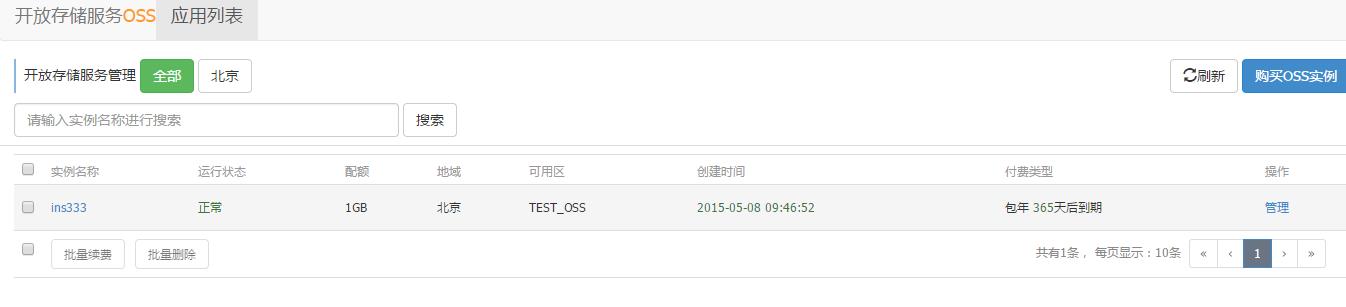 开放存储服务OSS 应用列表
开放存储服务管理 全部 北京 刷新 购买OSS实例
请输入实例名称进行搜索 搜索
实例名称 运行状态 配额 地域 可用区 创建时间 付费类型 操作
ins333 正常 1GB 北京 TEST_OSS 2015-05-08 09:46:52 包年 365天后到期 管理
批量续费 批量删除 共有1条， 每页显示：10条 « ‹ 1 › »